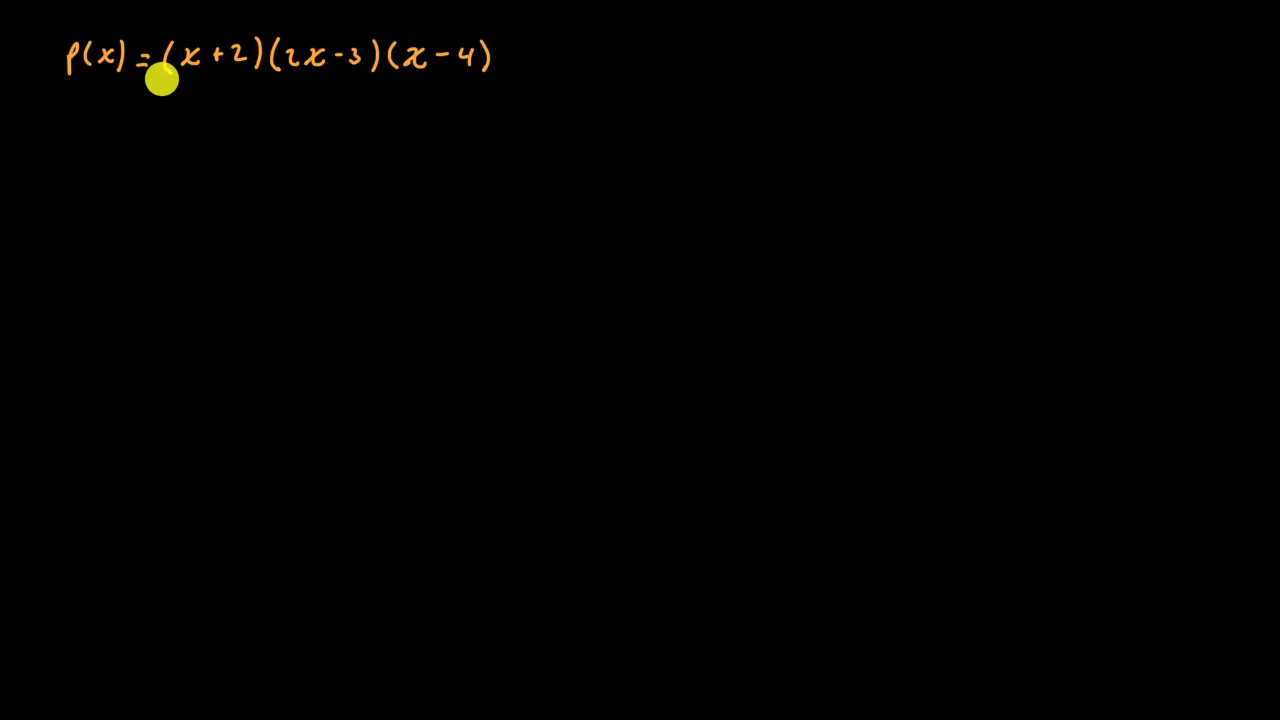 p(x) = (x+2)(2x-3)(x-4)